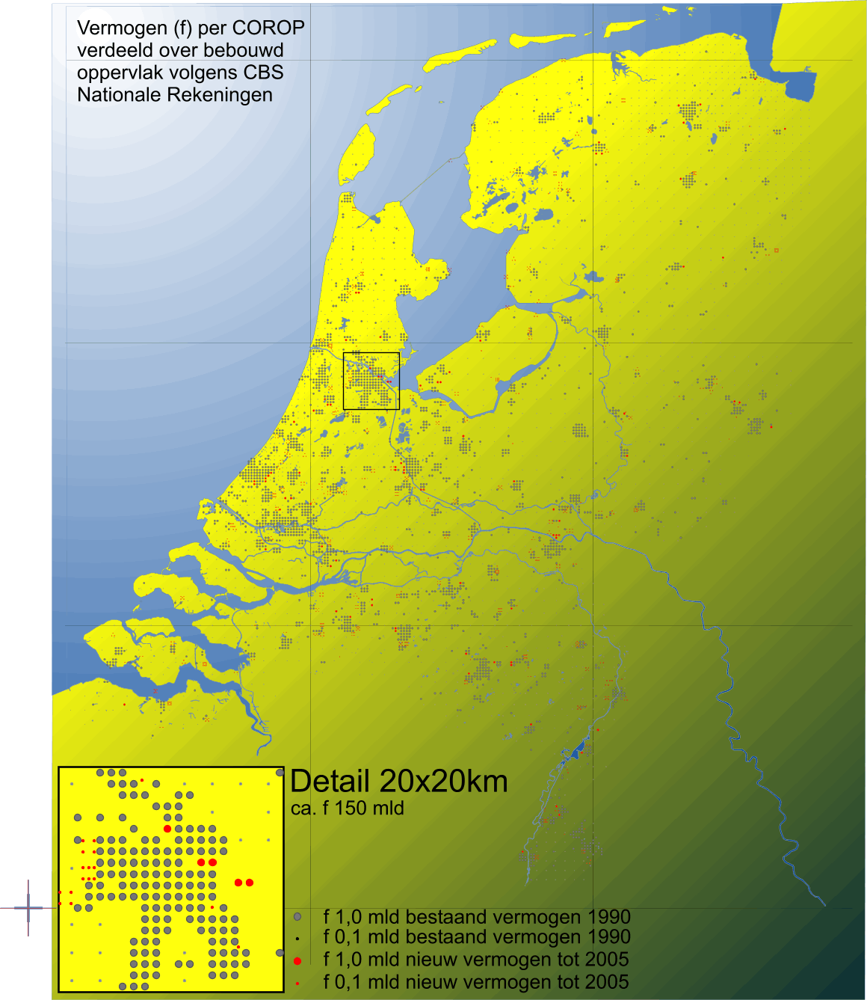 Vermogen (f) per COROP
verdeeld over bebouwd
oppervlak volgens CBS
Nationale Rekeningen
Detail 20x20km
ca. f 150 mld
f 1,0 mld bestaand vermogen 1990
f 0,1 mld bestaand vermogen 1990
f 1,0 mld nieuw vermogen tot 2005
f 0,1 mld nieuw vermogen tot 2005